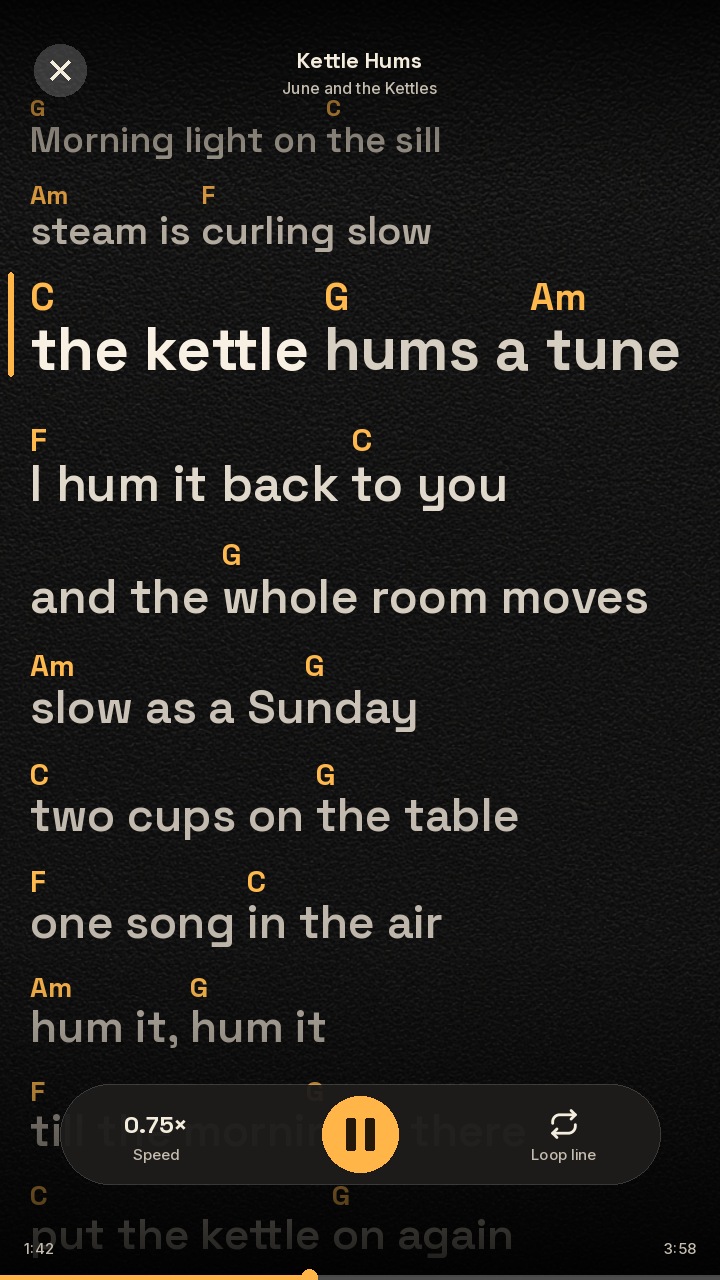 Kettle Hums
June and the Kettles
G C
Morning light on the sill
Am F
steam is curling slow
C G Am
the kettle hums a tune
F C
I hum it back to you
G
and the whole room moves
Am G
slow as a Sunday
C G
two cups on the table
F C
one song in the air
Am G
hum it, hum it
F G
till morning there
0.75×
Speed
Loop line
C G
put the kettle on again
1:42
3:58